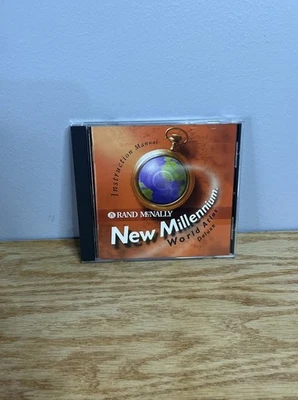 Instruction Manual
RAND McNALLY
New Millennium
World Atlas
Deluxe